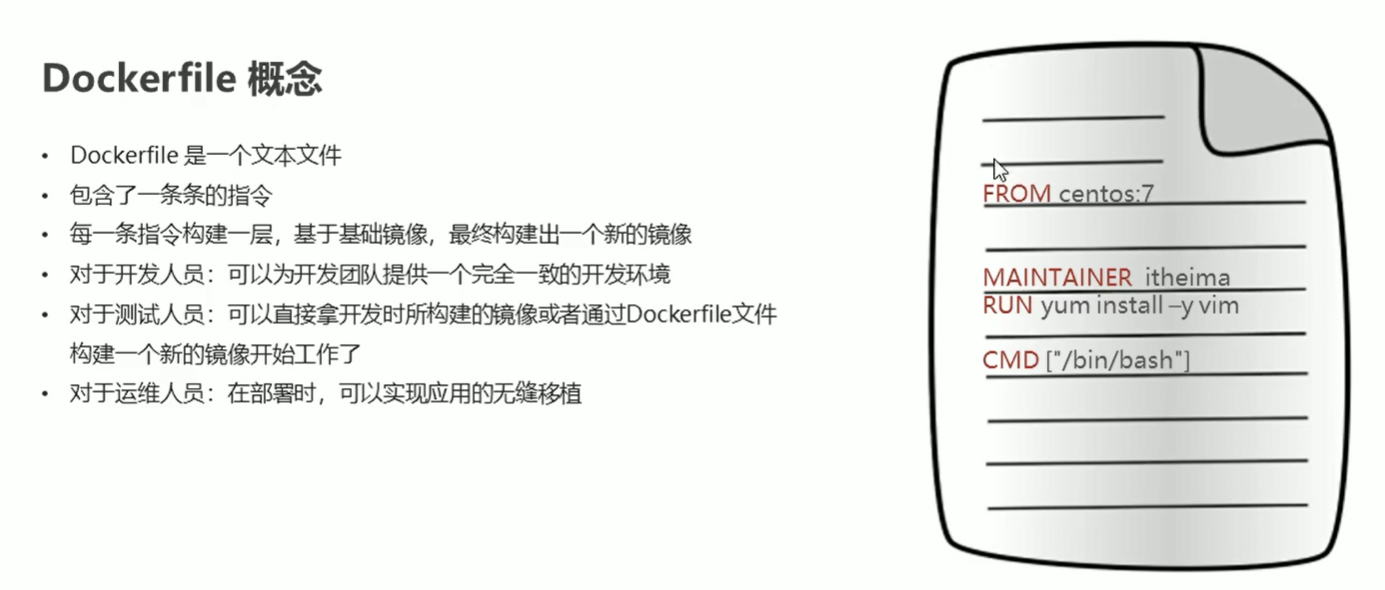 Dockerfile 概念
• Dockerfile 是一个文本文件
• 包含了一条条的指令
• 每一条指令构建一层，基于基础镜像，最终构建出一个新的镜像
• 对于开发人员：可以为开发团队提供一个完全一致的开发环境
• 对于测试人员：可以直接拿开发时所构建的镜像或者通过Dockerfile文件
构建一个新的镜像开始工作了
• 对于运维人员：在部署时，可以实现应用的无缝移植
FROM centos:7
MAINTAINER itheima
RUN yum install –y vim
CMD ["/bin/bash"]